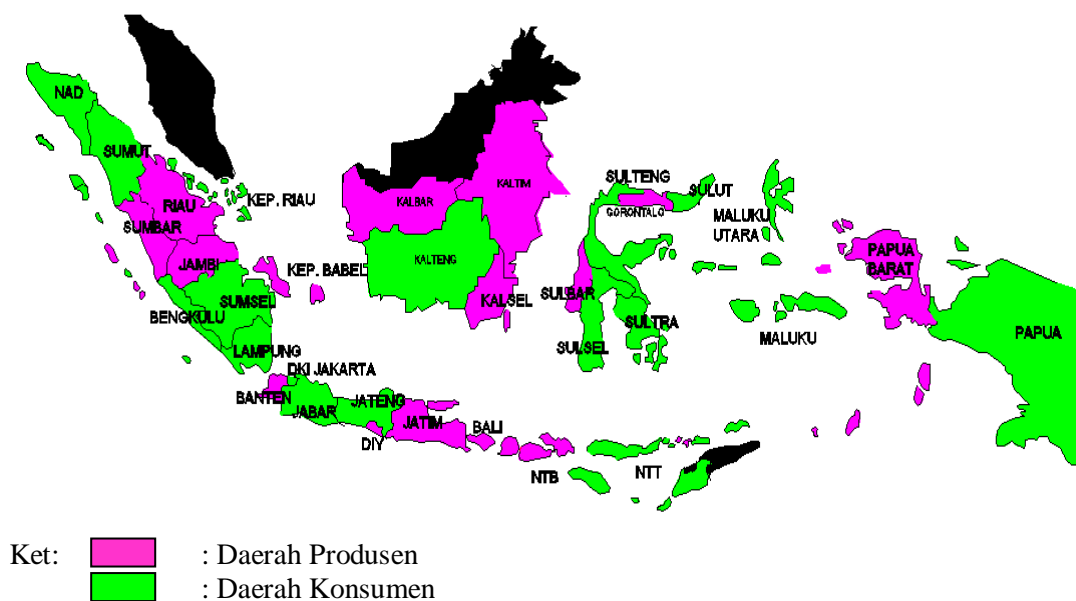 NAD
SUMUT
KEP. RIAU
RIAU
SUMBAR
JAMBI
KEP. BABEL
SUMSEL
BENGKULU
LAMPUNG
DKI JAKARTA
BANTEN
JABAR
JATENG
DIY
JATIM
BALI
NTB
NTT
KALBAR
KALTIM
KALTENG
KALSEL
SULTENG
SULUT
GORONTALO
SULBAR
SULTRA
SULSEL
MALUKU
UTARA
MALUKU
PAPUA
BARAT
PAPUA
Ket: : Daerah Produsen
: Daerah Konsumen